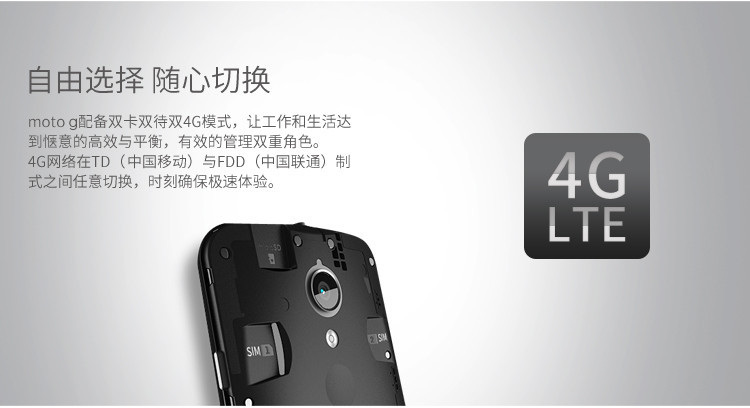 自由选择 随心切换
moto g配备双卡双待双4G模式，让工作和生活达
到惬意的高效与平衡，有效的管理双重角色。
4G网络在TD（中国移动）与FDD（中国联通）制
式之间任意切换，时刻确保极速体验。
4G
LTE
SIM 1
SIM